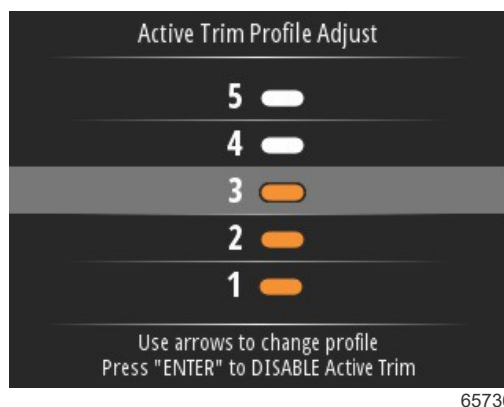 Active Trim Profile Adjust
5
4
3
2
1
Use arrows to change profile
Press "ENTER" to DISABLE Active Trim